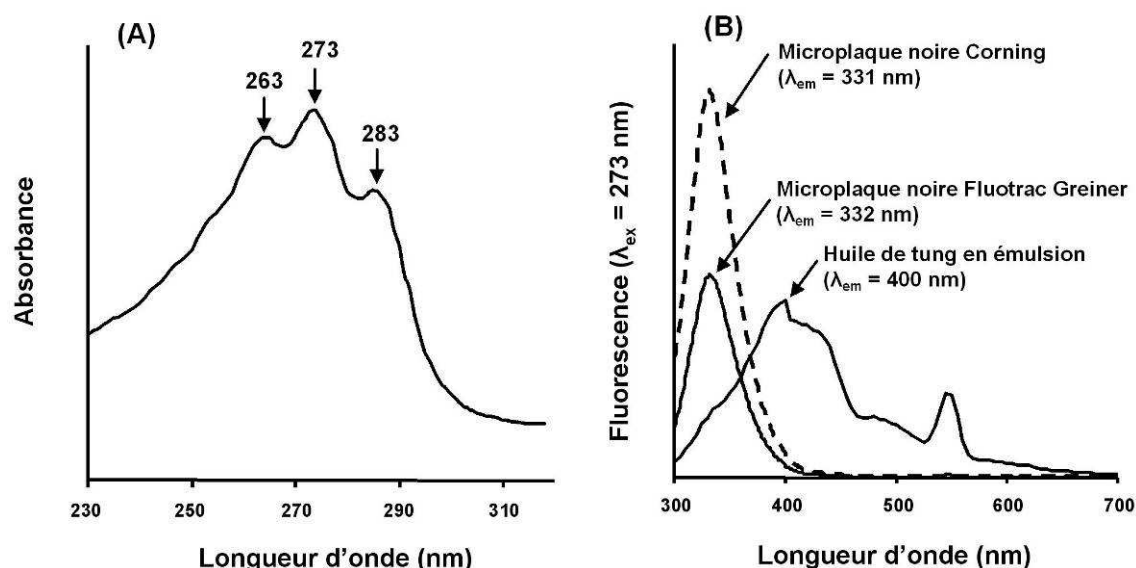 (A)
263
273
283
Absorbance
230
250
270
290
310
Longueur d'onde (nm)
(B)
Microplaque noire Corning
(λem = 331 nm)
Microplaque noire Fluotrac Greiner
(λem = 332 nm)
Huile de tung en émulsion
(λem = 400 nm)
Fluorescence (λex = 273 nm)
300
400
500
600
700
Longueur d'onde (nm)